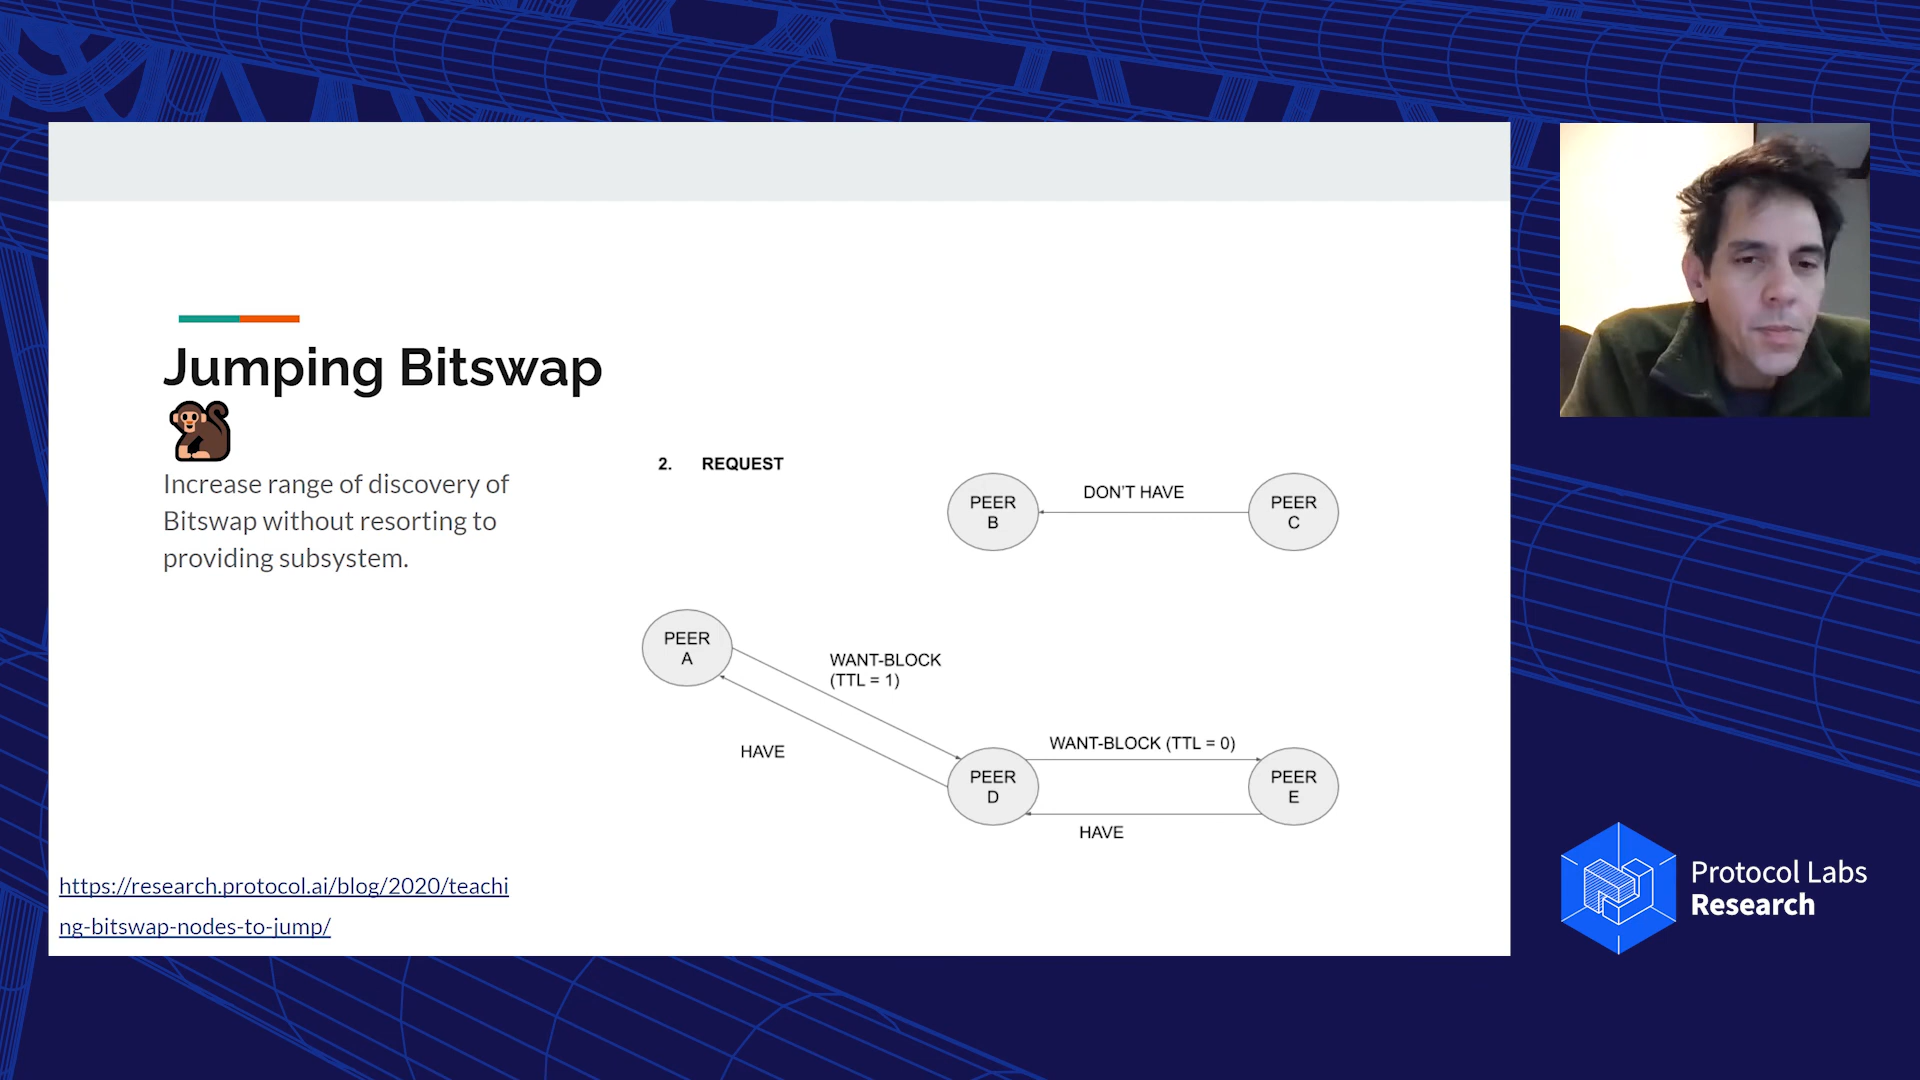 Jumping Bitswap
Increase range of discovery of
Bitswap without resorting to
providing subsystem.
2. REQUEST
PEER
B
DON'T HAVE
PEER
C
PEER
A
WANT-BLOCK
(TTL = 1)
HAVE
PEER
D
WANT-BLOCK (TTL = 0)
HAVE
PEER
E
https://research.protocol.ai/blog/2020/teachi
ng-bitswap-nodes-to-jump/
Protocol Labs
Research